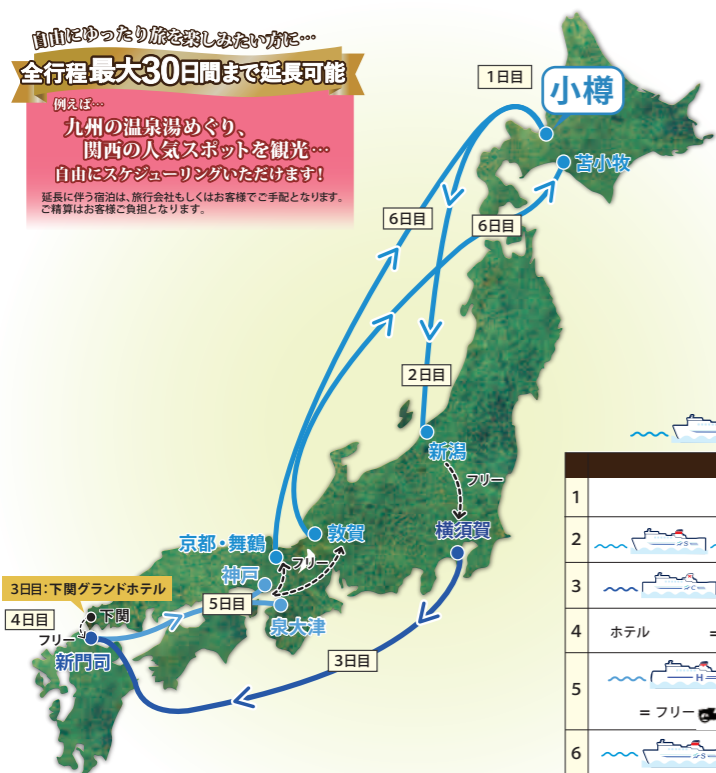 自由にゆったり旅を楽しみたい方に…
全行程最大30日間まで延長可能
例えば…
九州の温泉湯めぐり、
関西の人気スポットを観光…
自由にスケジューリングいただけます!
延長に伴う宿泊は、旅行会社もしくはお客様でご手配となります。
ご精算はお客様ご負担となります。
1日目
小樽
苫小牧
6日目
6日目
2日目
新潟
フリー
横須賀
敦賀
京都・舞鶴
フリー
神戸
泉大津
5日目
3日目:下関グランドホテル
4日目
下関
フリー
新門司
3日目
1
2
S
3
C
4
ホテル =
5
H
= フリー
6
S